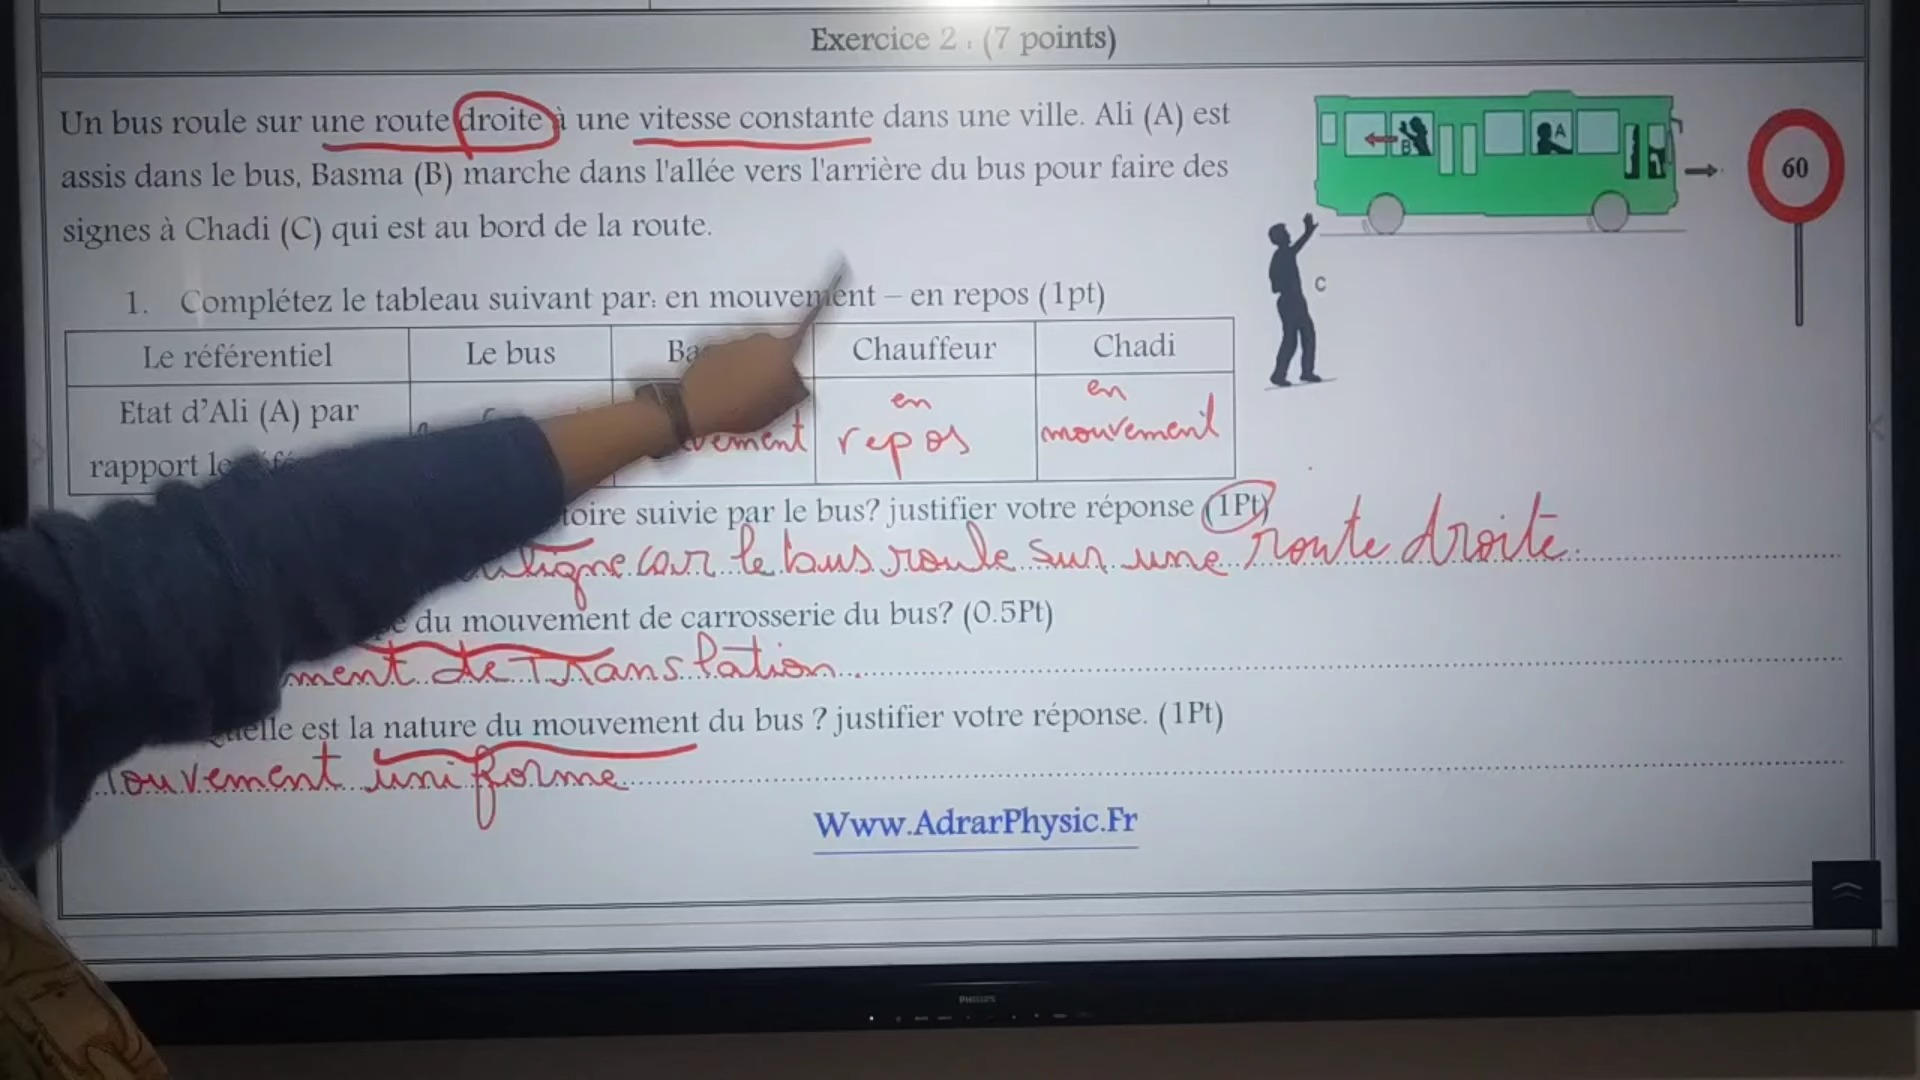 Exercice 2 : (7 points)
Un bus roule sur une route droite à une vitesse constante dans une ville. Ali (A) est
assis dans le bus, Basma (B) marche dans l'allée vers l'arrière du bus pour faire des
signes à Chadi (C) qui est au bord de la route.
B
A
60
C
1. Complétez le tableau suivant par: en mouvement – en repos (1pt)
Le référentiel Le bus Chauffeur Chadi
Etat d'Ali (A) par
rapport
en repos
en mouvement
suivie par le bus? justifier votre réponse (1Pt)
car le bus roule sur une route droite
du mouvement de carrosserie du bus? (0.5Pt)
de Translation
est la nature du mouvement du bus ? justifier votre réponse. (1Pt)
uniforme
Www.AdrarPhysic.Fr
PHILIPS